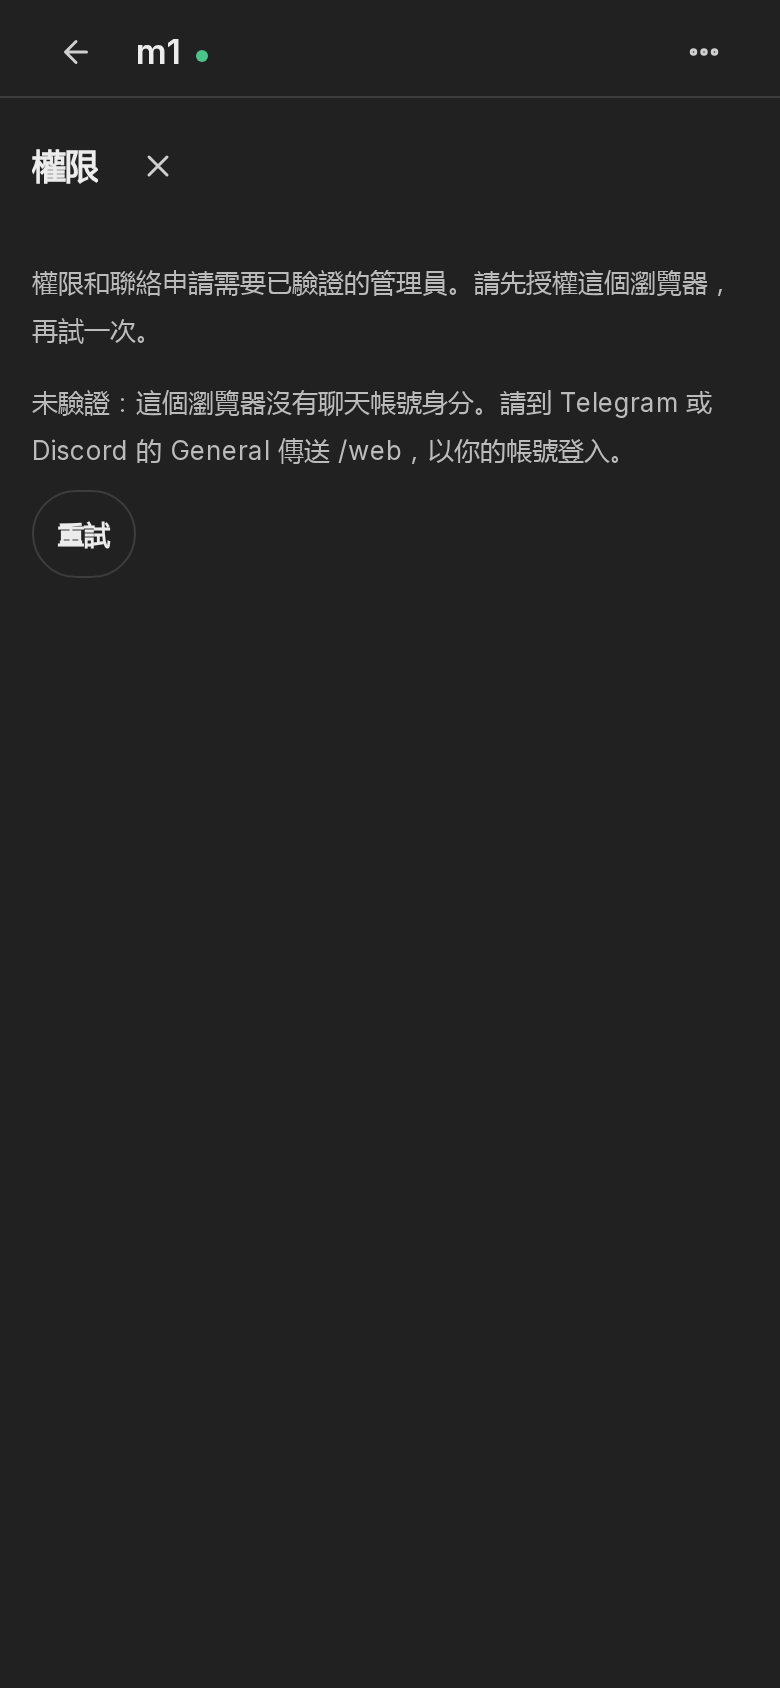 m1
權限
權限和聯絡申請需要已驗證的管理員。請先授權這個瀏覽器，
再試一次。
未驗證：這個瀏覽器沒有聊天帳號身分。請到 Telegram 或
Discord 的 General 傳送 /web，以你的帳號登入。
重試